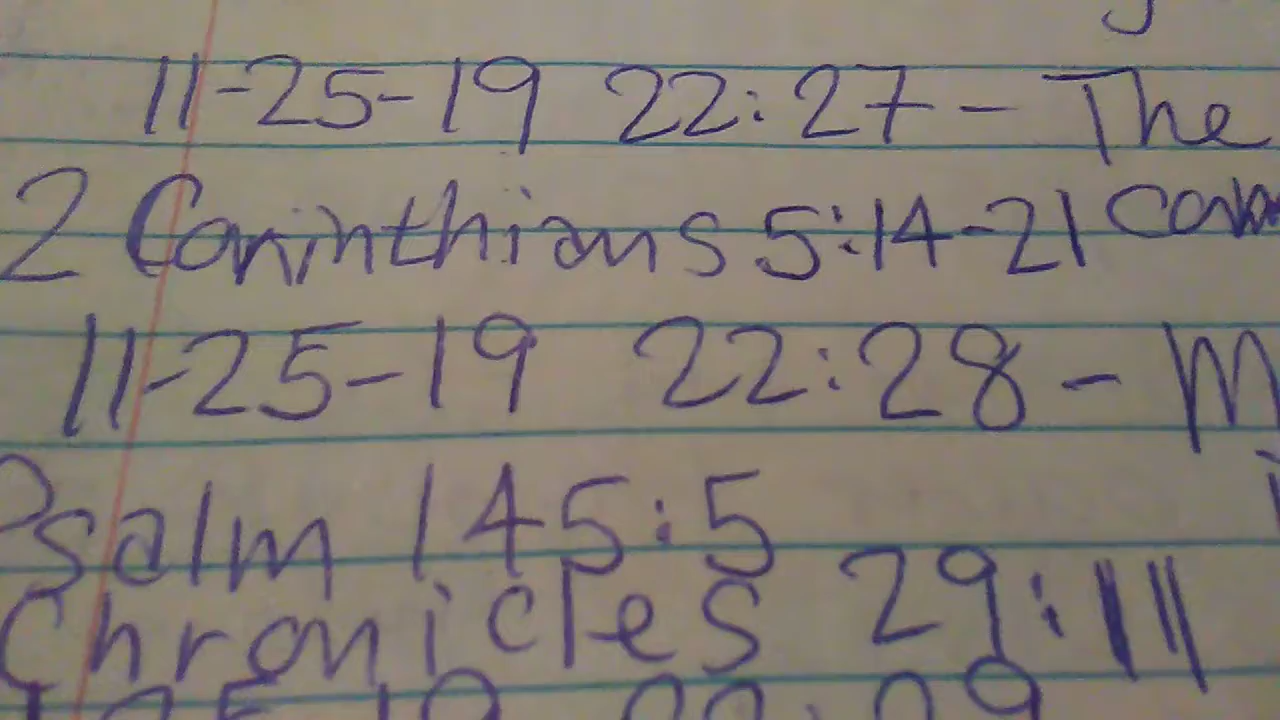 11-25-19 22:27 - The
2 Corinthians 5:14-21
11-25-19 22:28 - M
Psalm 145:5
Chronicles 29:11